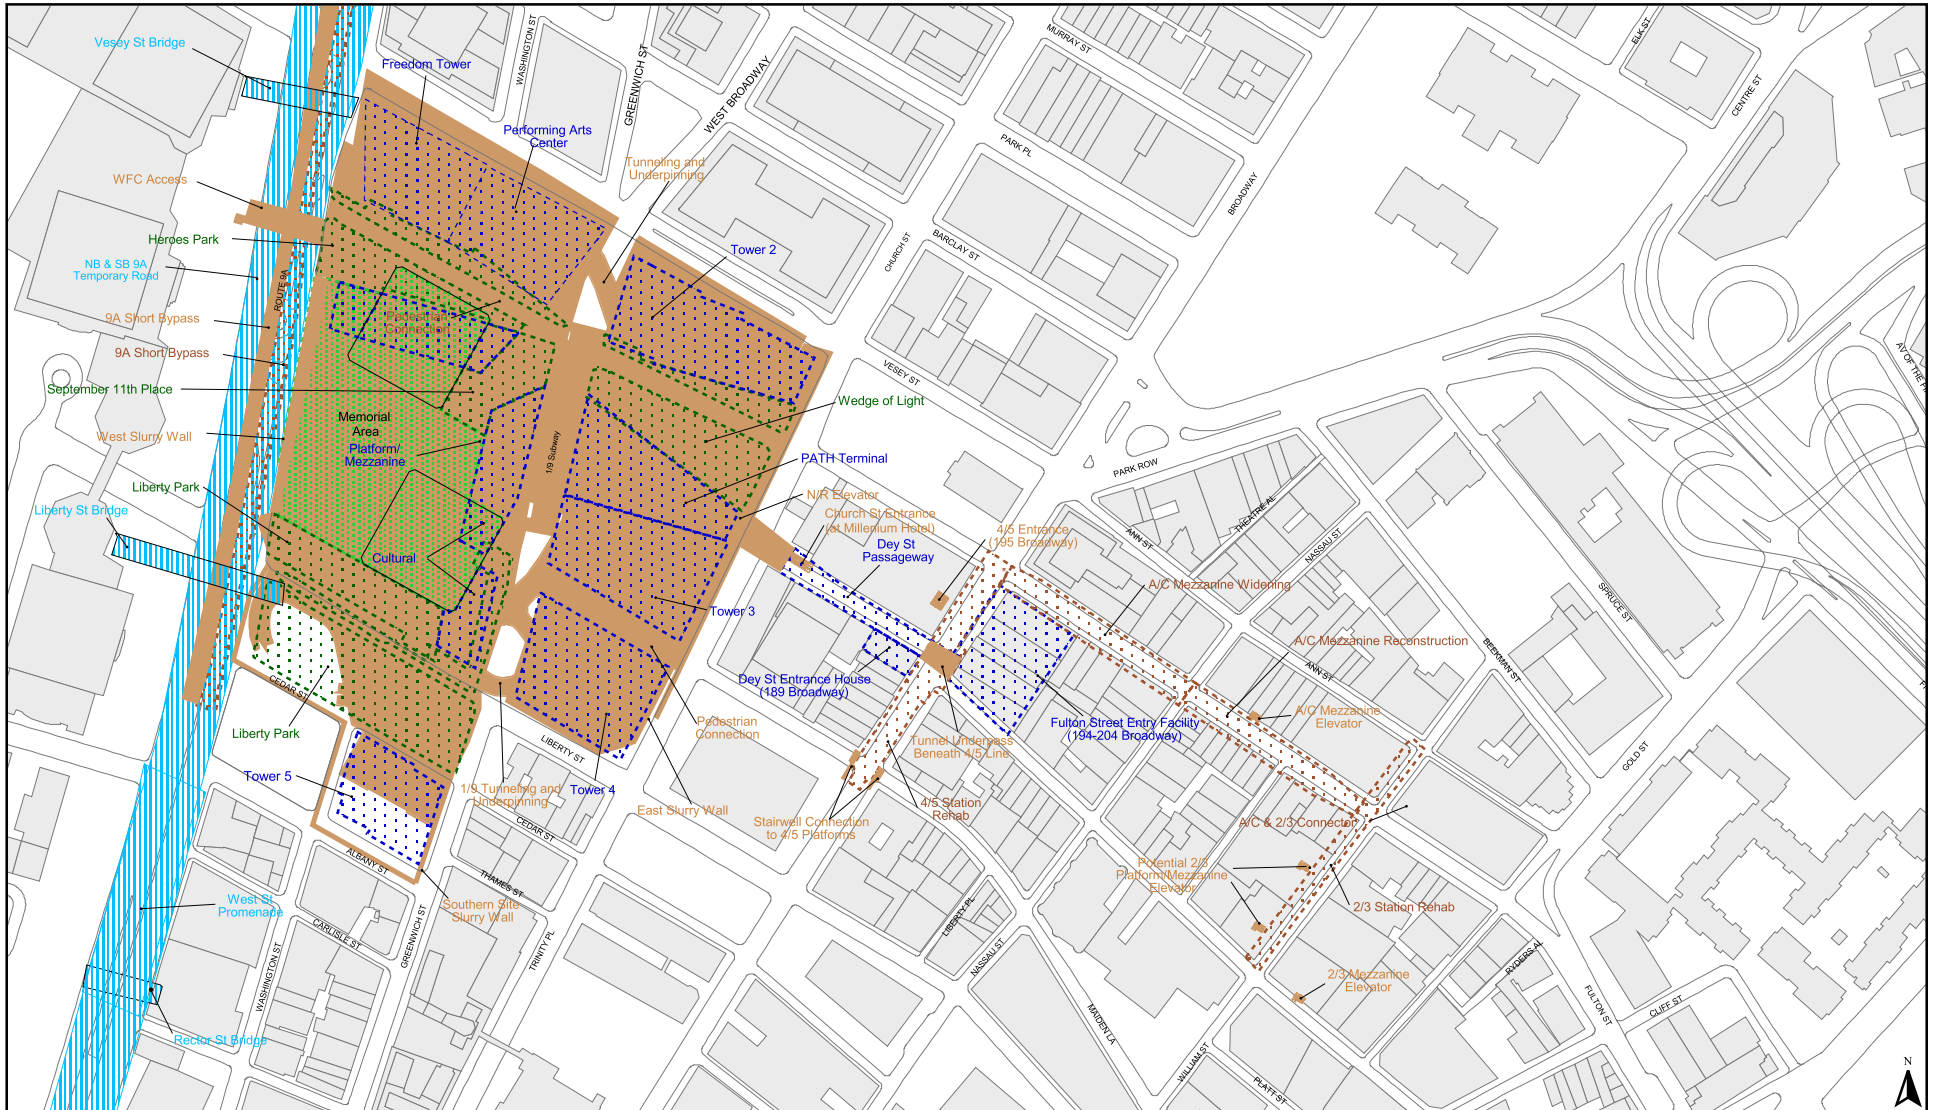 WASHINGTON ST
GREENWICH ST
WEST BROADWAY
MURRAY ST
ELK ST
CENTRE ST
Vesey St Bridge
Freedom Tower
Performing Arts
Center
Tunneling and
Underpinning
PARK PL
BROADWAY
WFC Access
Heroes Park
NB & SB 9A
Temporary Road
ROUTE 9A
Tower 2
CHURCH ST
BARCLAY ST
9A Short Bypass
9A Short Bypass
Pedestrian
Connection
VESEY ST
AV OF THE
September 11th Place
Memorial
Area
Platform/
Mezzanine
West Slurry Wall
1/9 Subway
Wedge of Light
PATH Terminal
PARK ROW
Liberty Park
Liberty St Bridge
N/R Elevator
Church St Entrance
(at Millenium Hotel)
Dey St
Passageway
4/5 Entrance
(195 Broadway)
ANN ST
THEATRE AL
NASSAU ST
Cultural
A/C Mezzanine Widening
SPRUCE ST
Tower 3
A/C Mezzanine Reconstruction
BEEKMAN ST
ANN ST
CEDAR ST
Dey St Entrance House
(189 Broadway)
Liberty Park
Pedestrian
Connection
Fulton Street Entry Facility
(194-204 Broadway)
A/C Mezzanine
Elevator
Tunnel Underpass
Beneath 4/5 Line
LIBERTY ST
GOLD ST
Tower 5
1/9 Tunneling and
Underpinning
Tower 4
East Slurry Wall
4/5 Station
Rehab
Stairwell Connection
to 4/5 Platforms
A/C & 2/3 Connector
CEDAR ST
ALBANY ST
THAMES ST
Potential 2/3
Platform/Mezzanine
Elevator
2/3 Station Rehab
West St
Promenade
Southern Site
Slurry Wall
CARLISLE ST
GREENWICH ST
WASHINGTON ST
TRINITY PL
LIBERTY PL
NASSAU ST
RYDERS AL
2/3 Mezzanine
Elevator
MAIDEN LA
FULTON ST
CLIFF ST
Rector St Bridge
WILLIAM ST
PLATT ST
N